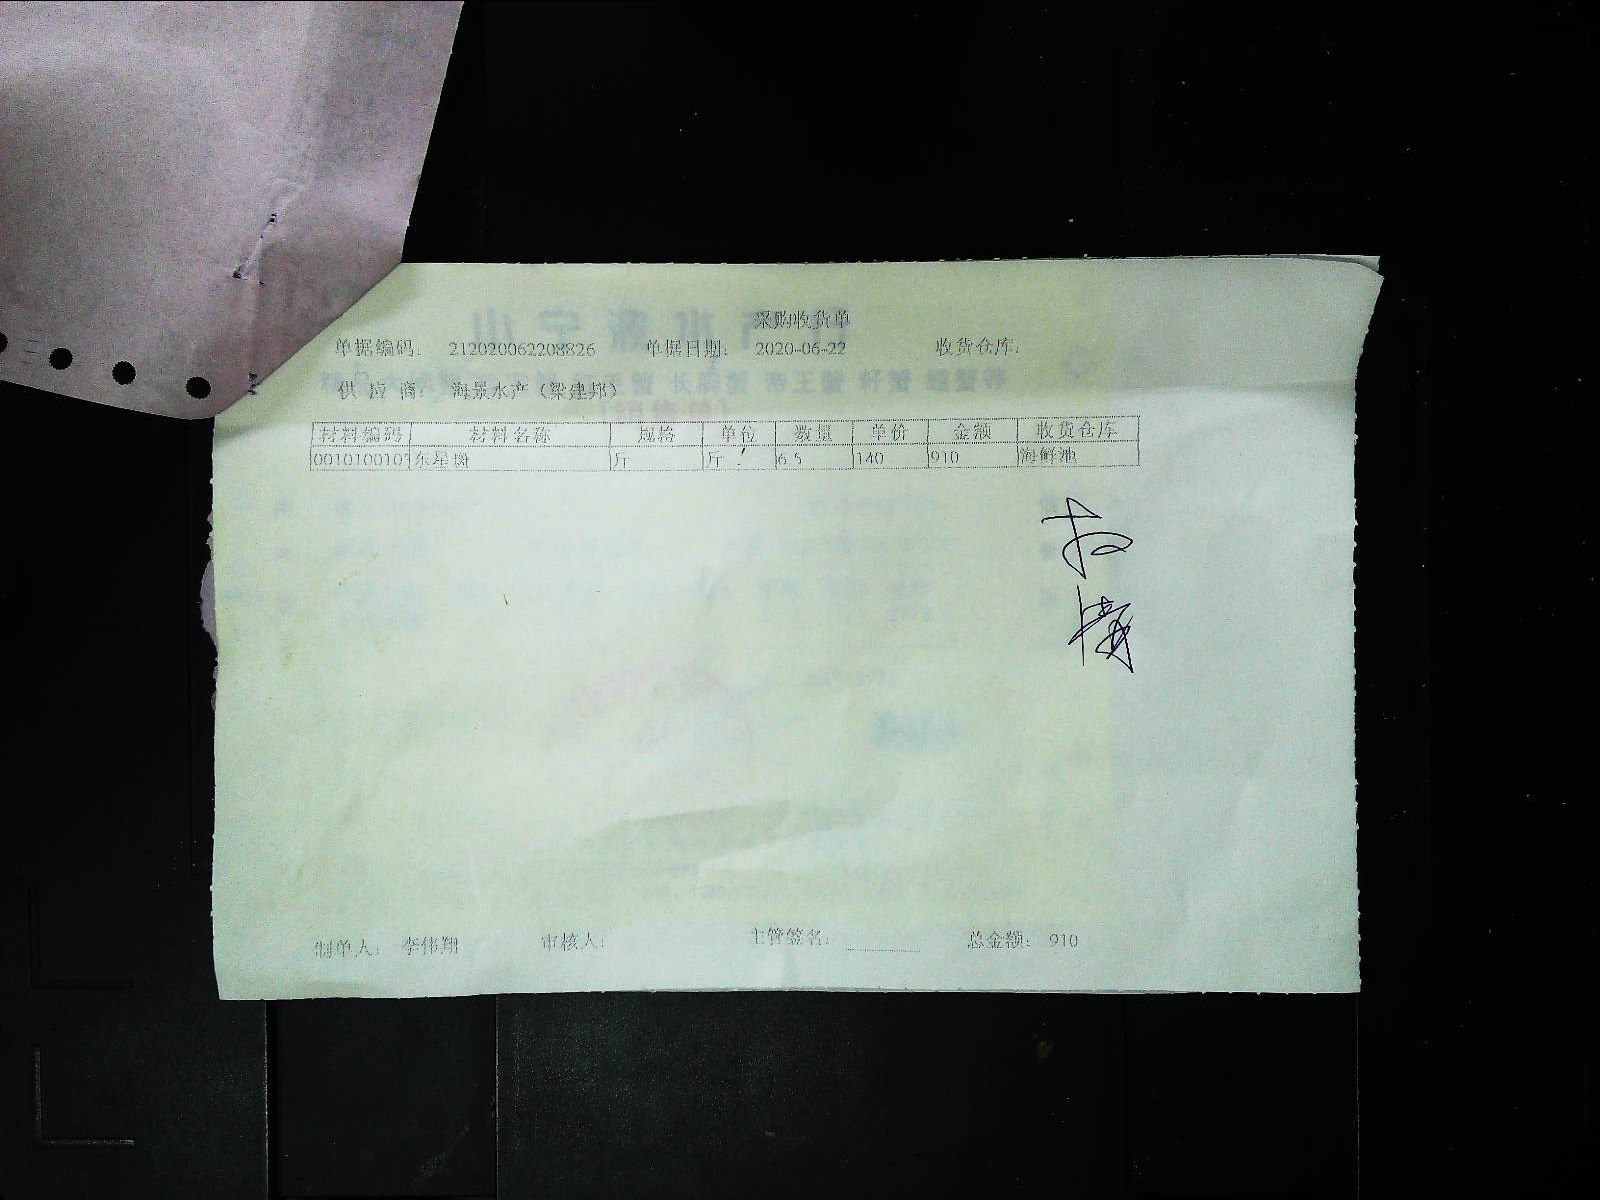 采购收货单
单据编码： 212020062208826 单据日期： 2020-06-22 收货仓库：
供 应 商： 海景水产（梁建邦）
材料编码 材料名称 规格 单位 数量 单价 金额 收货仓库
东星斑 斤 斤 6.5 140 910 海鲜池
制单人： 李伟翔 审核人： 主管签名： 总金额： 910